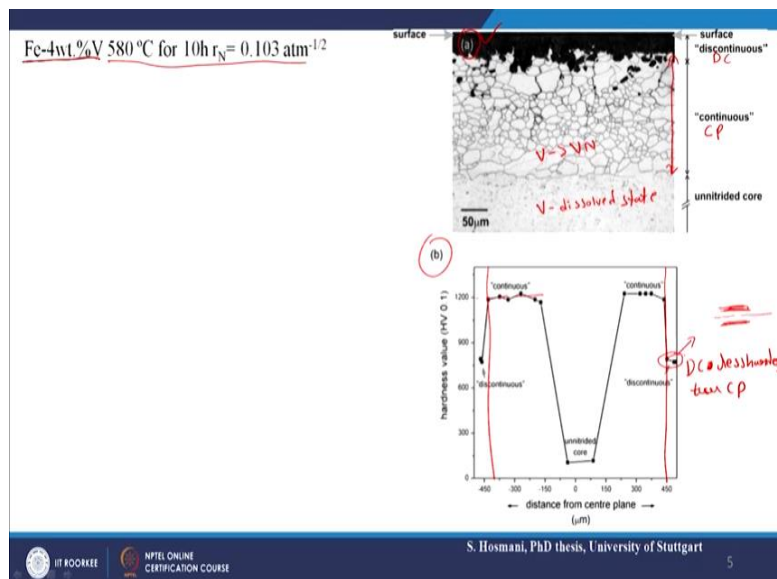 Fe-4wt.%V 580 °C for 10h rN= 0.103 atm-1/2
surface
surface
(a)
"discontinuous"
DC
"continuous"
CP
V→VN
unnitrided core
V-dissolved state
50µm
(b)
hardness value (HV 0.1)
1200
900
600
300
0
"continuous"
"continuous"
"discontinuous"
"discontinuous"
DC
than CP
unnitrided
core
-450 -300 -150 0 150 300 450
← distance from centre plane →
(µm)
S. Hosmani, PhD thesis, University of Stuttgart
IIT ROORKEE
NPTEL ONLINE
CERTIFICATION COURSE
5